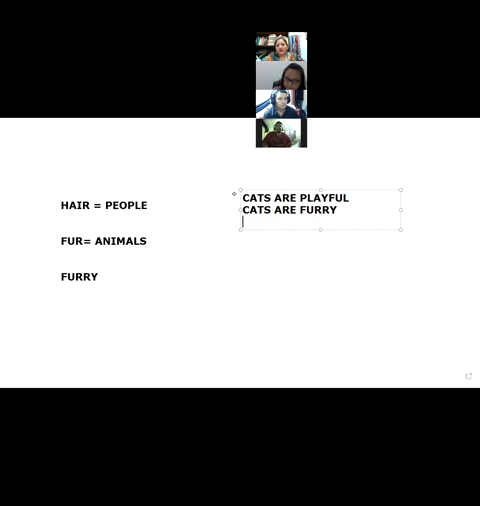 HAIR = PEOPLE
FUR= ANIMALS
FURRY
CATS ARE PLAYFUL
CATS ARE FURRY